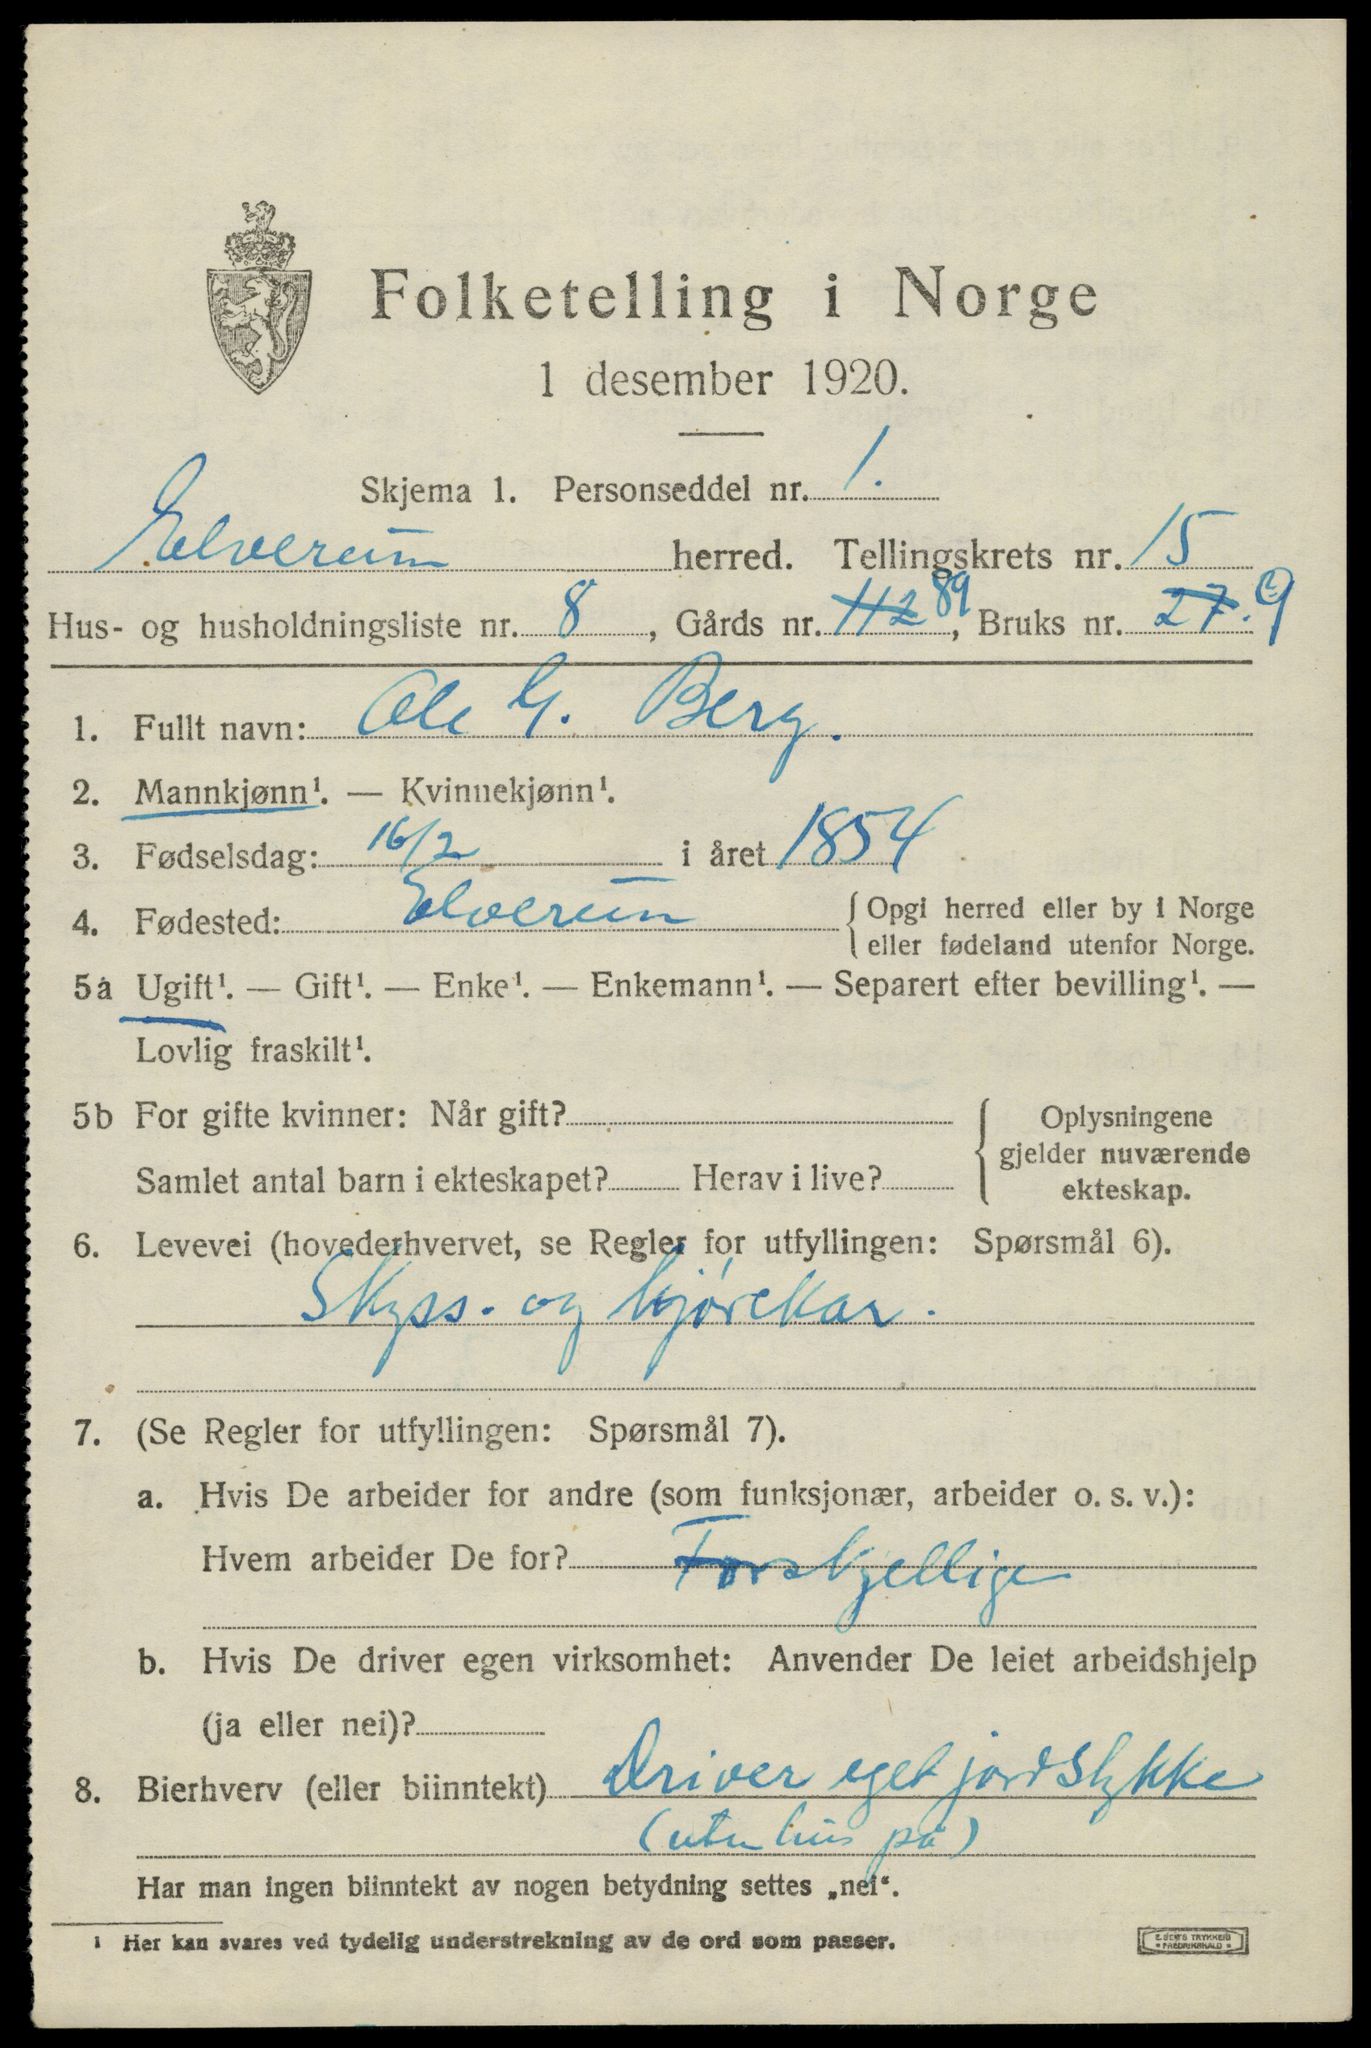 Folketelling i Norge
1 desember 1920.
Skjema 1. Personseddel nr. 1.
Elverum herred. Tellingskrets nr. 15
Hus- og husholdningsliste nr. 8, Gårds nr. 112 89, Bruks nr. 27. 9
1. Fullt navn: Ole G. Berg.
2. Mannkjønn¹. — Kvinnekjønn¹.
3. Fødselsdag: 16/2 i året 1854
4. Fødested: Elverum { Opgi herred eller by i Norge
eller fødeland utenfor Norge.
5a Ugift¹. — Gift¹. — Enke¹. — Enkemann¹. — Separert efter bevilling¹. —
Lovlig fraskilt¹.
5b For gifte kvinner: Når gift? { Oplysningene
gjelder nuværende
Samlet antal barn i ekteskapet? Herav i live?
ekteskap.
6. Levevei (hovederhvervet, se Regler for utfyllingen: Spørsmål 6).
Skyss. og kjørekar.
7. (Se Regler for utfyllingen: Spørsmål 7).
a. Hvis De arbeider for andre (som funksjonær, arbeider o. s. v.):
Hvem arbeider De for? Forskjellige
b. Hvis De driver egen virksomhet: Anvender De leiet arbeidshjelp
(ja eller nei)?
8. Bierhverv (eller biinntekt) Driver eget jordstykke
(uten hus på)
Har man ingen biinntekt av nogen betydning settes „nei“.
¹ Her kan svares ved tydelig understrekning av de ord som passer.
FREDRIKSHALD